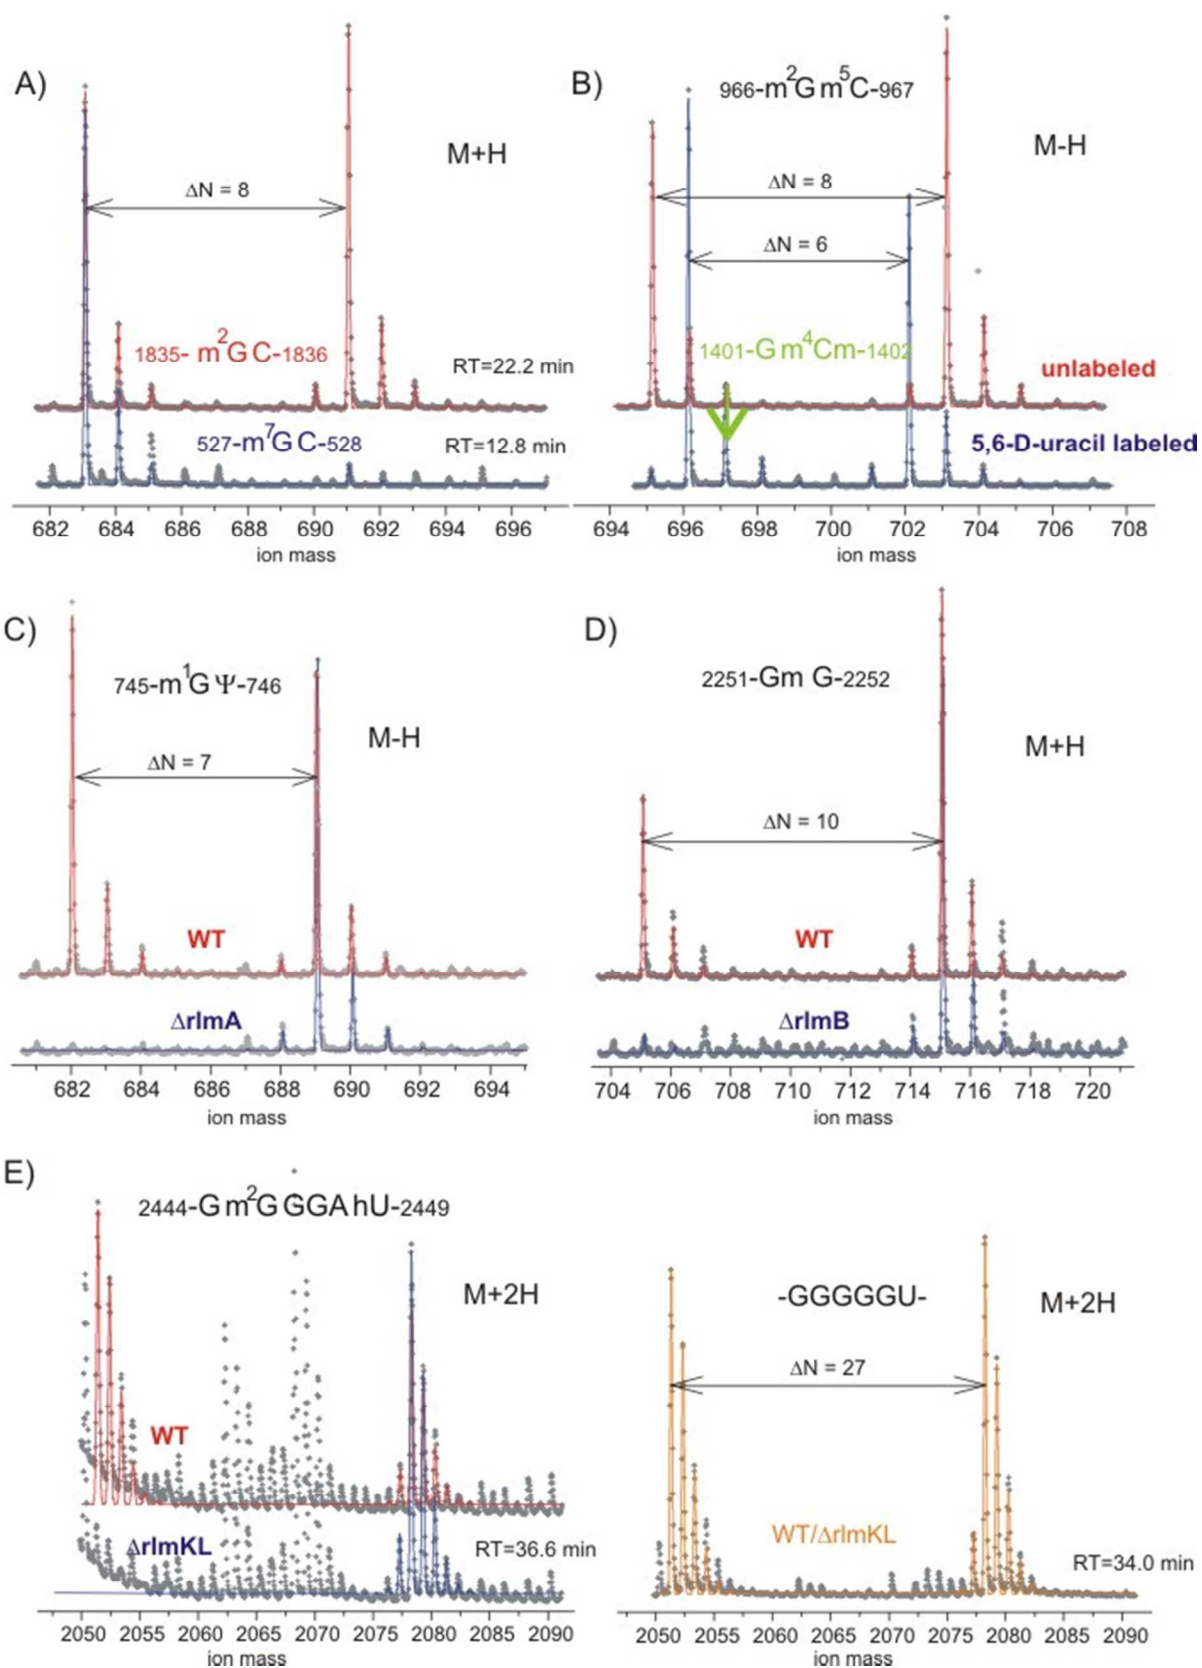 A)
M+H
ΔN = 8
1835- m2G C-1836
RT=22.2 min
527-m7G C-528
RT=12.8 min
682 684 686 688 690 692 694 696
ion mass
B)
966-m2G m5C-967
M-H
ΔN = 8
ΔN = 6
1401-G m4Cm-1402
unlabeled
5,6-D-uracil labeled
694 696 698 700 702 704 706 708
ion mass
C)
745-m1G Ψ-746
M-H
ΔN = 7
WT
ΔrlmA
682 684 686 688 690 692 694
ion mass
D)
2251-Gm G-2252
M+H
ΔN = 10
WT
ΔrlmB
704 706 708 710 712 714 716 718 720
ion mass
E)
2444-G m2G GGA hU-2449
M+2H
WT
ΔrlmKL
RT=36.6 min
2050 2055 2060 2065 2070 2075 2080 2085 2090
ion mass
-GGGGGU-
M+2H
ΔN = 27
WT/ΔrlmKL
RT=34.0 min
2050 2055 2060 2065 2070 2075 2080 2085 2090
ion mass